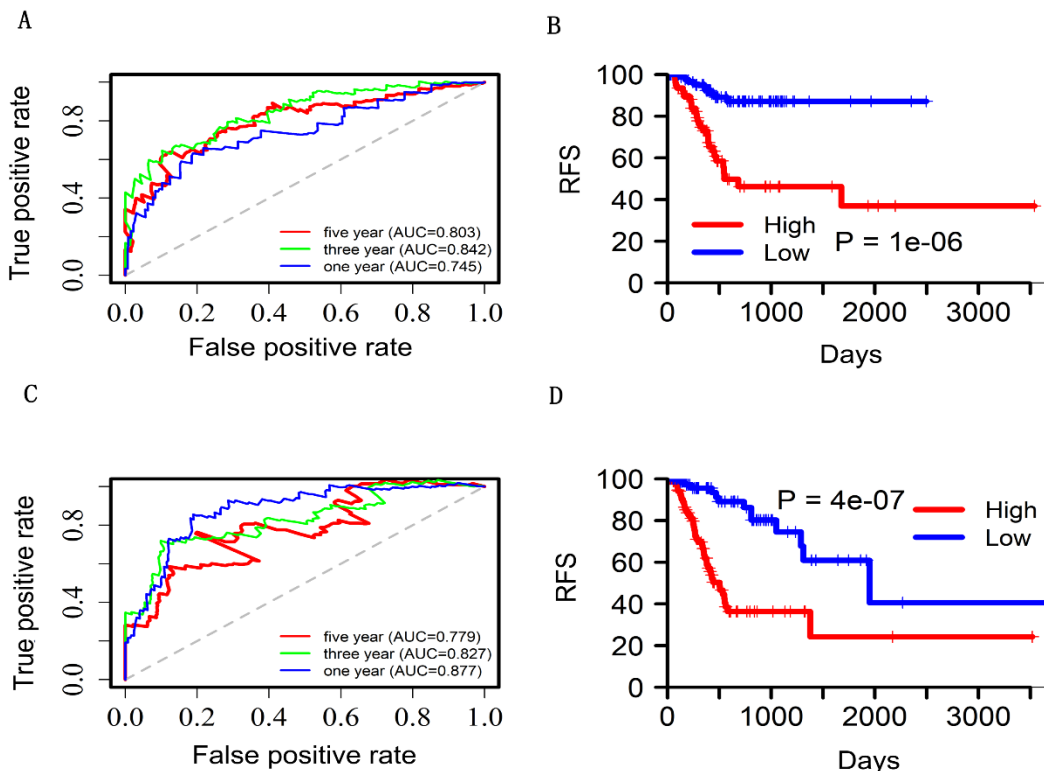 A
True positive rate
0.0 0.4 0.8
five year (AUC=0.803)
three year (AUC=0.842)
one year (AUC=0.745)
0.0 0.2 0.4 0.6 0.8 1.0
False positive rate
B
RFS
100
80
60
40
20
0
High
Low
P = 1e-06
0 1000 2000 3000
Days
C
True positive rate
0.0 0.4 0.8
five year (AUC=0.779)
three year (AUC=0.827)
one year (AUC=0.877)
0.0 0.2 0.4 0.6 0.8 1.0
False positive rate
D
RFS
100
80
60
40
20
0
P = 4e-07
High
Low
0 1000 2000 3000
Days